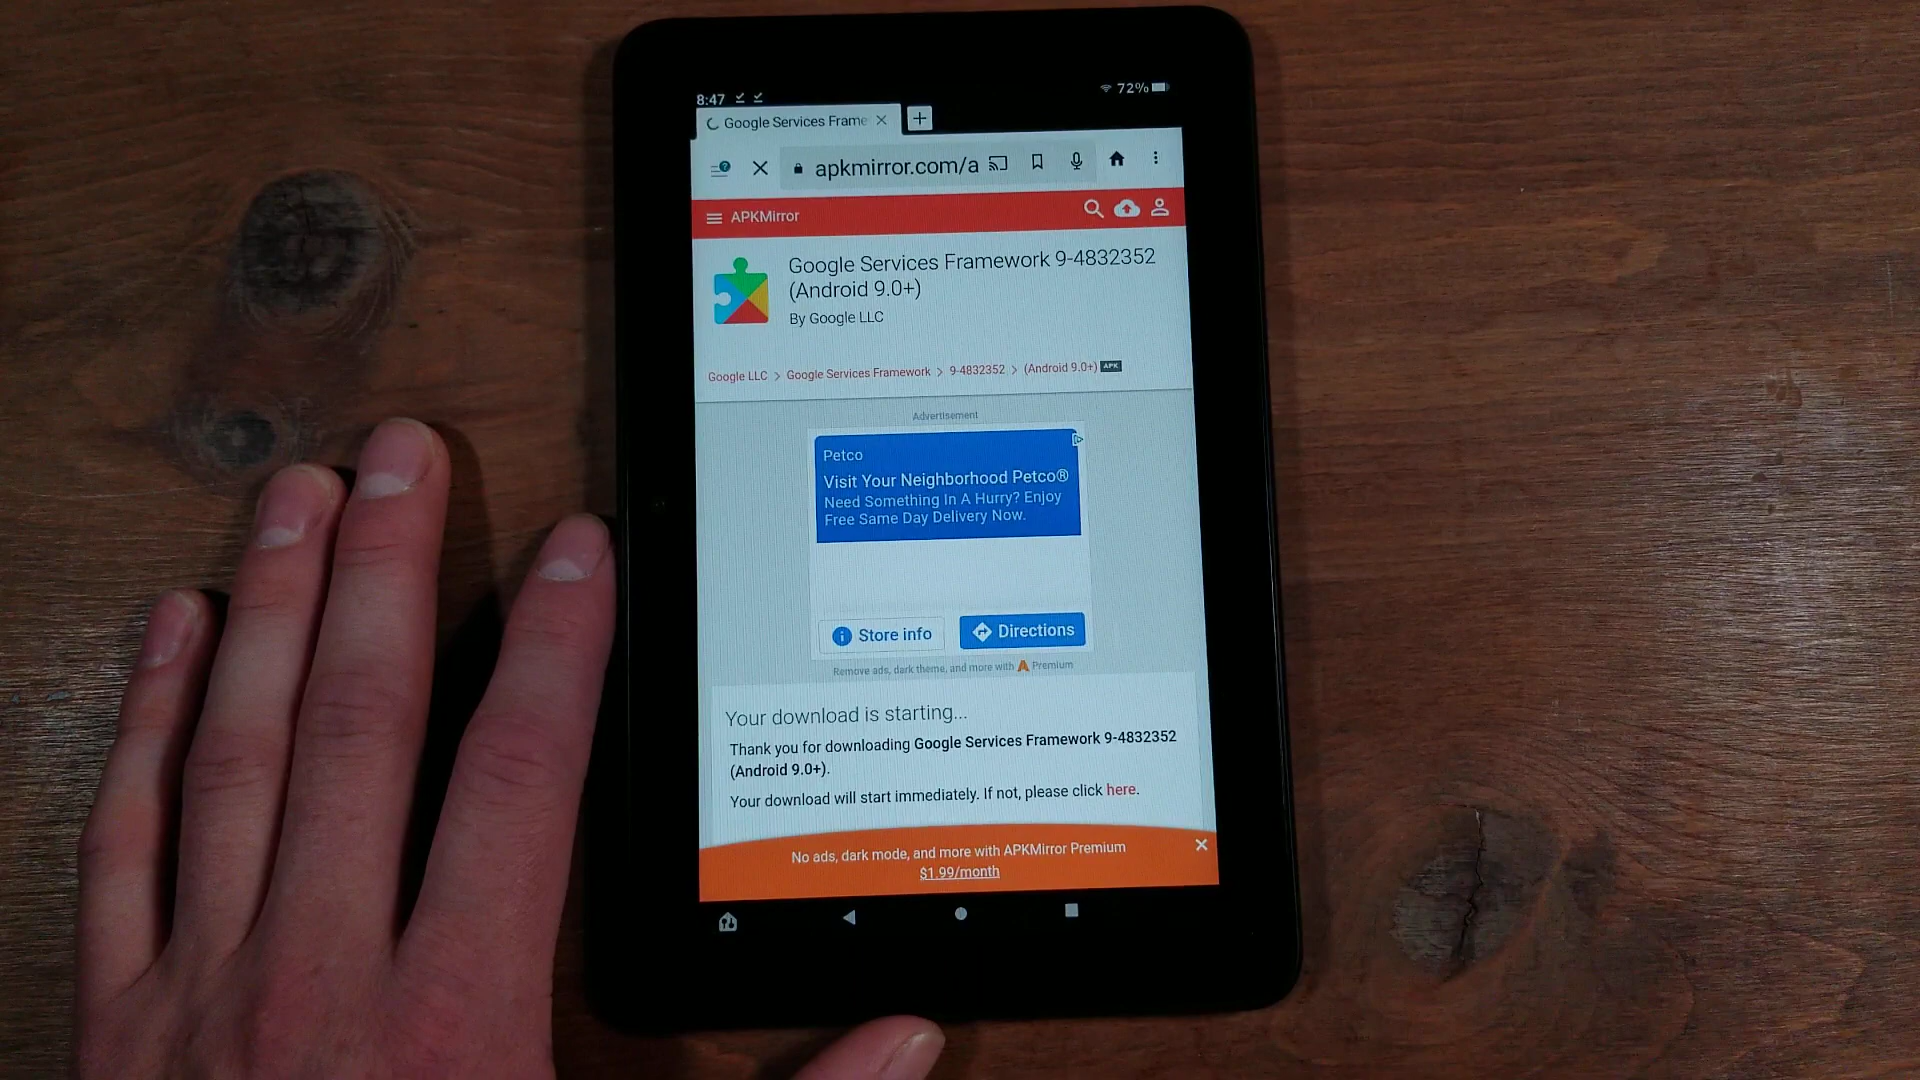 8:47
72%
Google Services Frame
apkmirror.com/a
APKMirror
Google Services Framework 9-4832352
(Android 9.0+)
By Google LLC
Google LLC > Google Services Framework > 9-4832352 > (Android 9.0+) APK
Advertisement
Petco
Visit Your Neighborhood Petco®
Need Something In A Hurry? Enjoy
Free Same Day Delivery Now.
Store info
Directions
Remove ads, dark theme, and more with Premium
Your download is starting...
Thank you for downloading Google Services Framework 9-4832352
(Android 9.0+).
Your download will start immediately. If not, please click here.
No ads, dark mode, and more with APKMirror Premium
$1.99/month